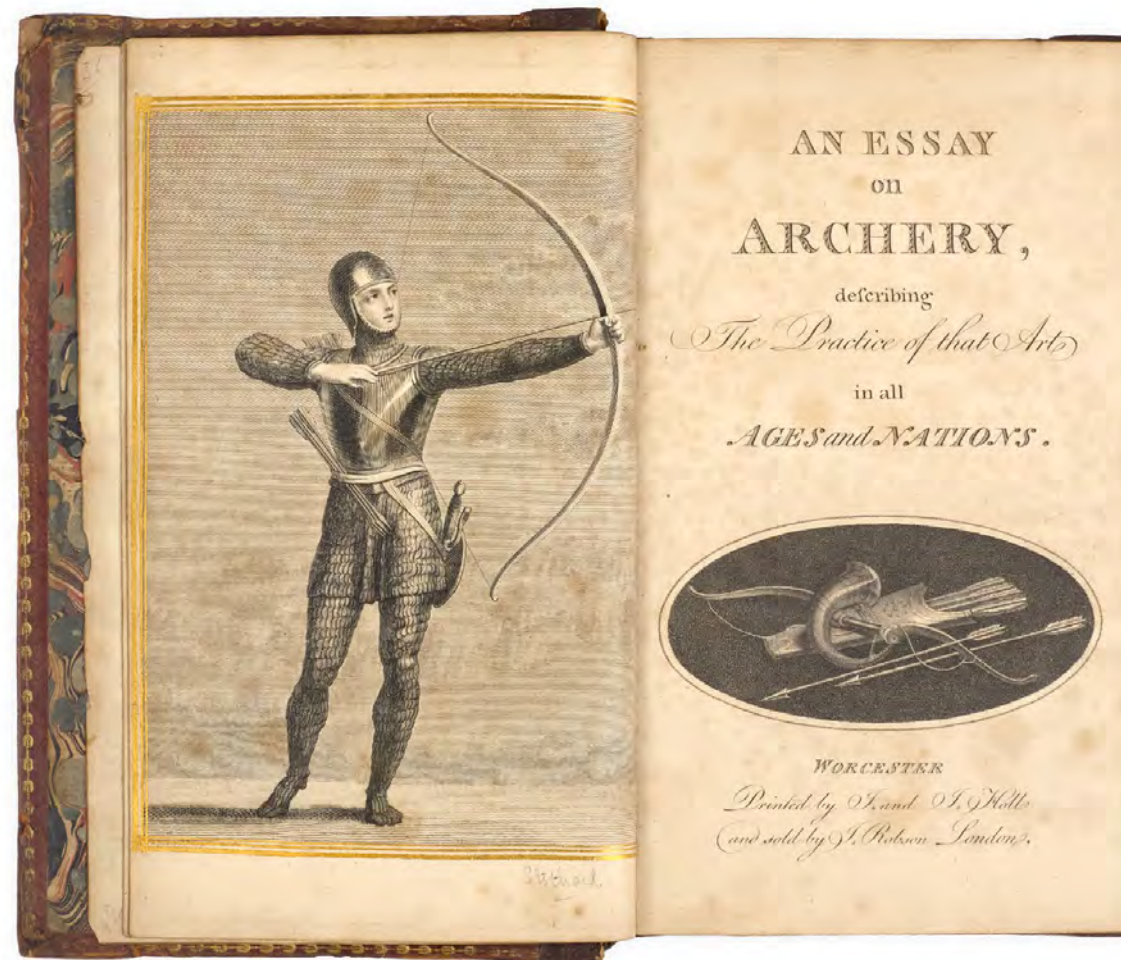 AN ESSAY
on
ARCHERY,
deſcribing
The Practice of that Art
in all
AGES and NATIONS.
WORCESTER
Printed by I. and I. Holl
and sold by J. Robson London.